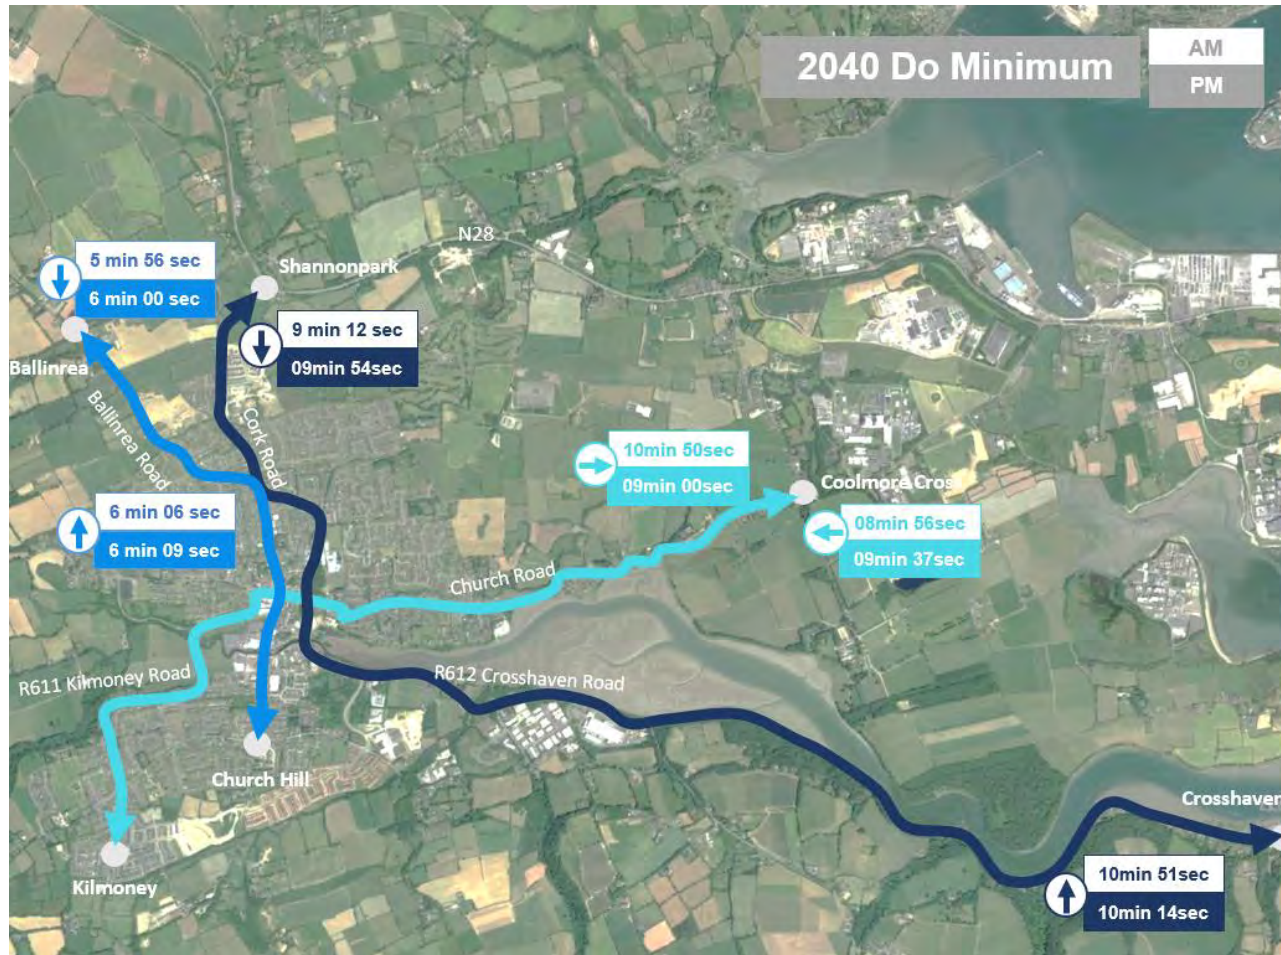 2040 Do Minimum
AM
PM
N28
5 min 56 sec
6 min 00 sec
Shannonpark
9 min 12 sec
09min 54sec
Ballinrea
Ballinrea Road
Cork Road
10min 50sec
09min 00sec
Coolmore Cross
6 min 06 sec
6 min 09 sec
08min 56sec
09min 37sec
Church Road
R611 Kilmoney Road
R612 Crosshaven Road
Church Hill
Crosshaven
Kilmoney
10min 51sec
10min 14sec